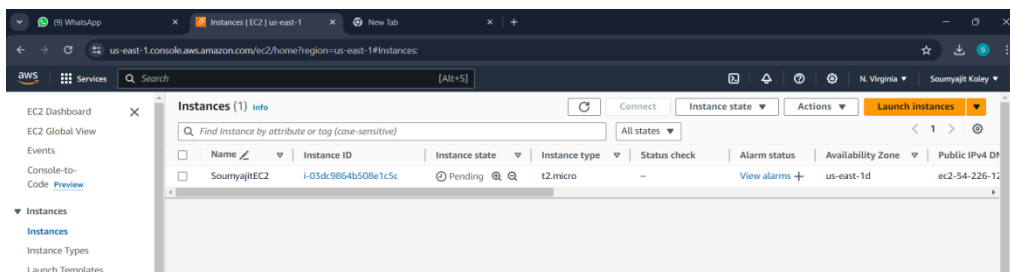 (9) WhatsApp
Instances | EC2 | us-east-1
New Tab
us-east-1.console.aws.amazon.com/ec2/home?region=us-east-1#Instances:
S
aws Services Search [Alt+S] N. Virginia Soumyajit Koley
EC2 Dashboard
EC2 Global View
Events
Console-to-
Code Preview
Instances
Instances
Instance Types
Launch Templates
Instances (1) Info
Connect Instance state Actions Launch instances
Find Instance by attribute or tag (case-sensitive) All states 1
Name Instance ID Instance state Instance type Status check Alarm status Availability Zone Public IPv4 DN
SoumyajitEC2 i-03dc9864b508e1c5c Pending t2.micro – View alarms + us-east-1d ec2-54-226-12